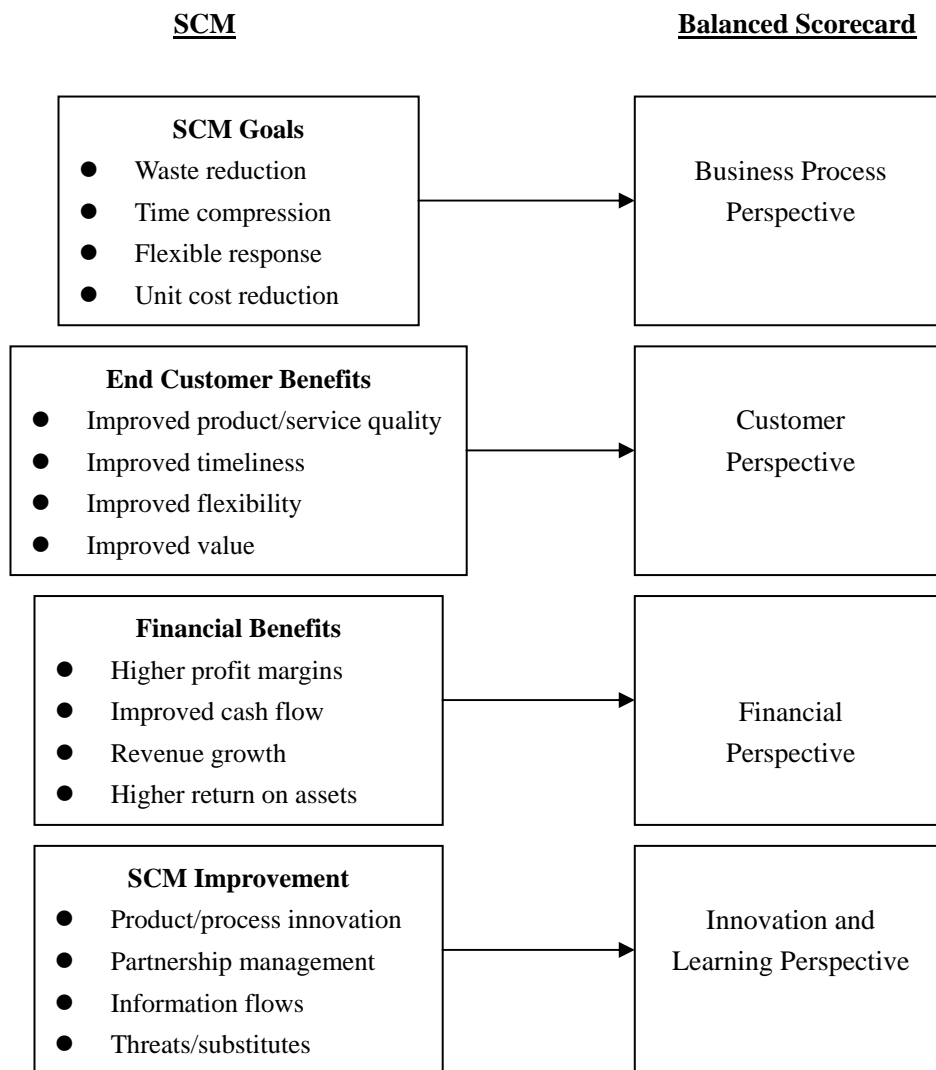 SCM
Balanced Scorecard
SCM Goals
● Waste reduction
● Time compression
● Flexible response
● Unit cost reduction
Business Process
Perspective
End Customer Benefits
● Improved product/service quality
● Improved timeliness
● Improved flexibility
● Improved value
Customer
Perspective
Financial Benefits
● Higher profit margins
● Improved cash flow
● Revenue growth
● Higher return on assets
Financial
Perspective
SCM Improvement
● Product/process innovation
● Partnership management
● Information flows
● Threats/substitutes
Innovation and
Learning Perspective